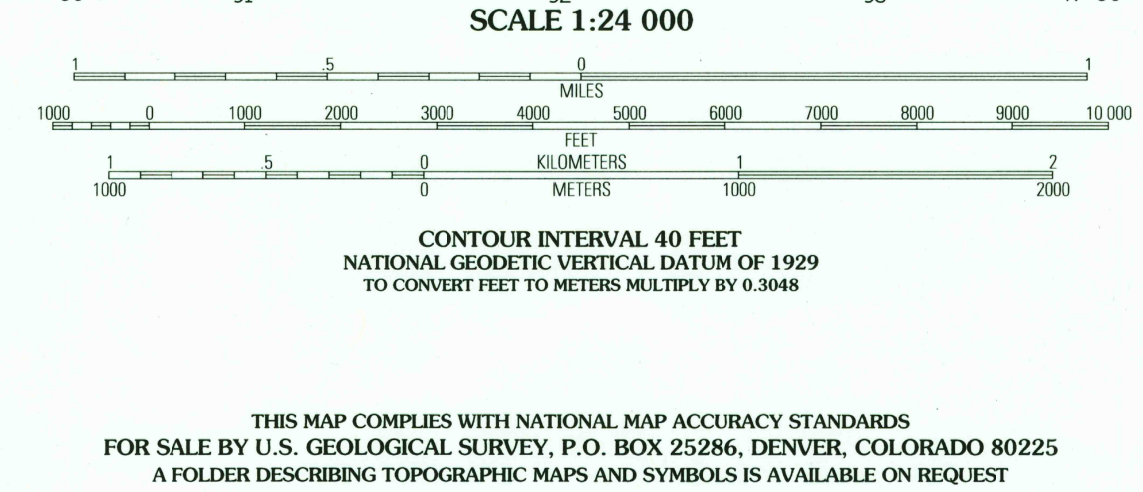 SCALE 1:24 000
1 .5 0 1
MILES
1000 0 1000 2000 3000 4000 5000 6000 7000 8000 9000 10 000
FEET
1 .5 0 KILOMETERS 1 2
1000 0 METERS 1000 2000
CONTOUR INTERVAL 40 FEET
NATIONAL GEODETIC VERTICAL DATUM OF 1929
TO CONVERT FEET TO METERS MULTIPLY BY 0.3048
THIS MAP COMPLIES WITH NATIONAL MAP ACCURACY STANDARDS
FOR SALE BY U.S. GEOLOGICAL SURVEY, P.O. BOX 25286, DENVER, COLORADO 80225
A FOLDER DESCRIBING TOPOGRAPHIC MAPS AND SYMBOLS IS AVAILABLE ON REQUEST